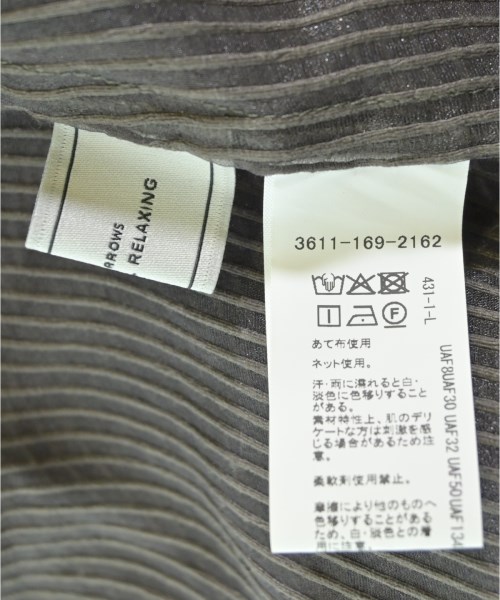 ARROWS
RELAXING
3611-169-2162
431-1-L
あて布使用
ネット使用。
汗・雨に濡れると白・
淡色に色移りすることが
ある。
素材特性上、肌のデリ
ケートな方は刺激を感
じる場合があるため注
意。
柔軟剤使用禁止。
摩擦により他のものへ
色移りすることがある
ため、白・淡色との着
用に注意。
UAF8UAF30 UAF32 UAF50UAF134